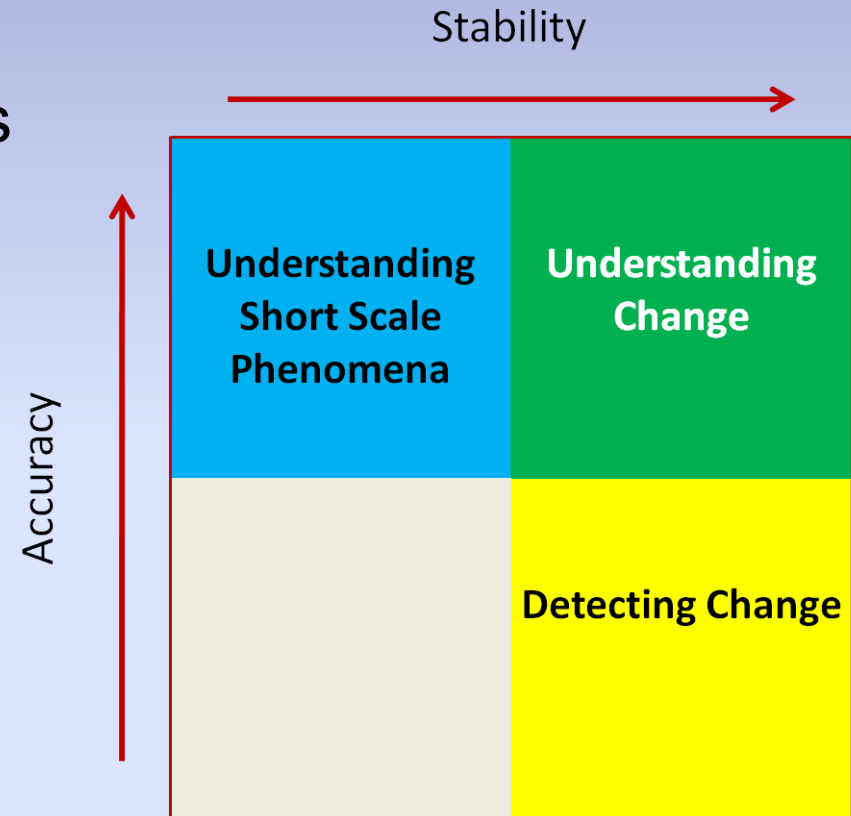 Stability
s
Understanding
Short Scale
Phenomena
Understanding
Change
Accuracy
Detecting Change